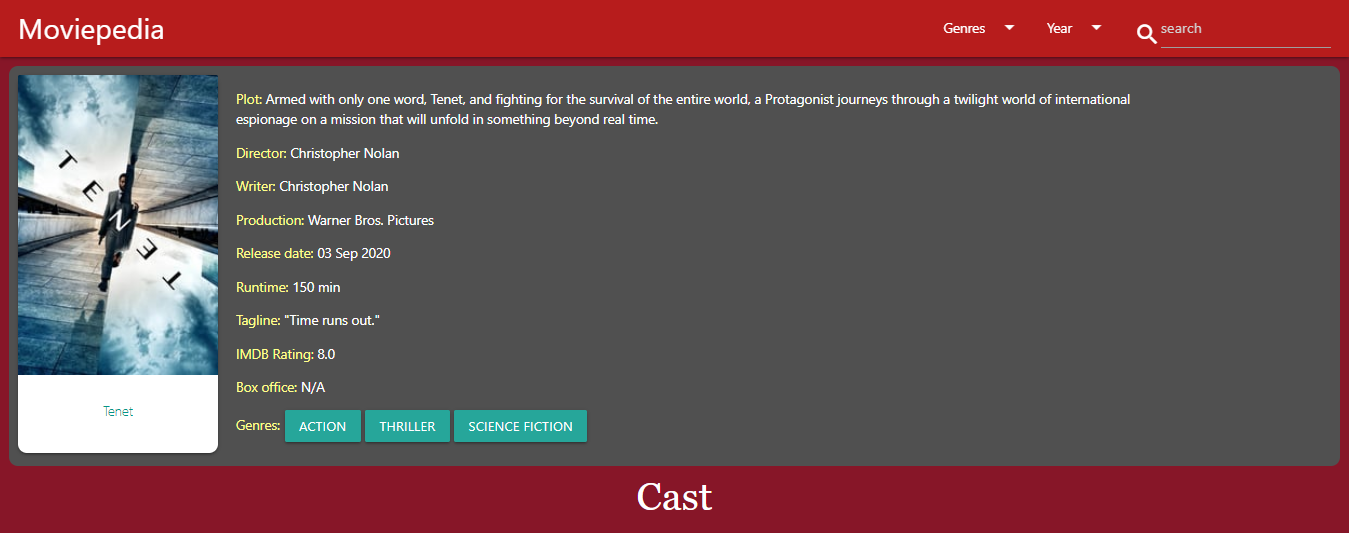 Moviepedia
Genres
Year
search
Plot: Armed with only one word, Tenet, and fighting for the survival of the entire world, a Protagonist journeys through a twilight world of international
espionage on a mission that will unfold in something beyond real time.
Director: Christopher Nolan
Writer: Christopher Nolan
Production: Warner Bros. Pictures
Release date: 03 Sep 2020
Runtime: 150 min
Tagline: "Time runs out."
IMDB Rating: 8.0
Box office: N/A
Genres: ACTION THRILLER SCIENCE FICTION
TENET
Tenet
Cast